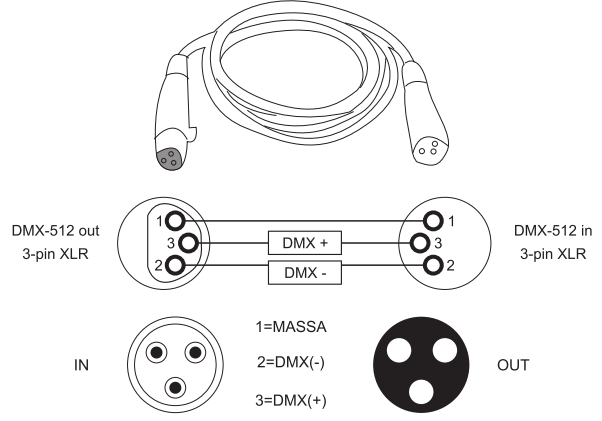 DMX-512 out
3-pin XLR
1
3
2
DMX +
DMX -
1
3
2
DMX-512 in
3-pin XLR
IN
1=MASSA
2=DMX(-)
3=DMX(+)
OUT